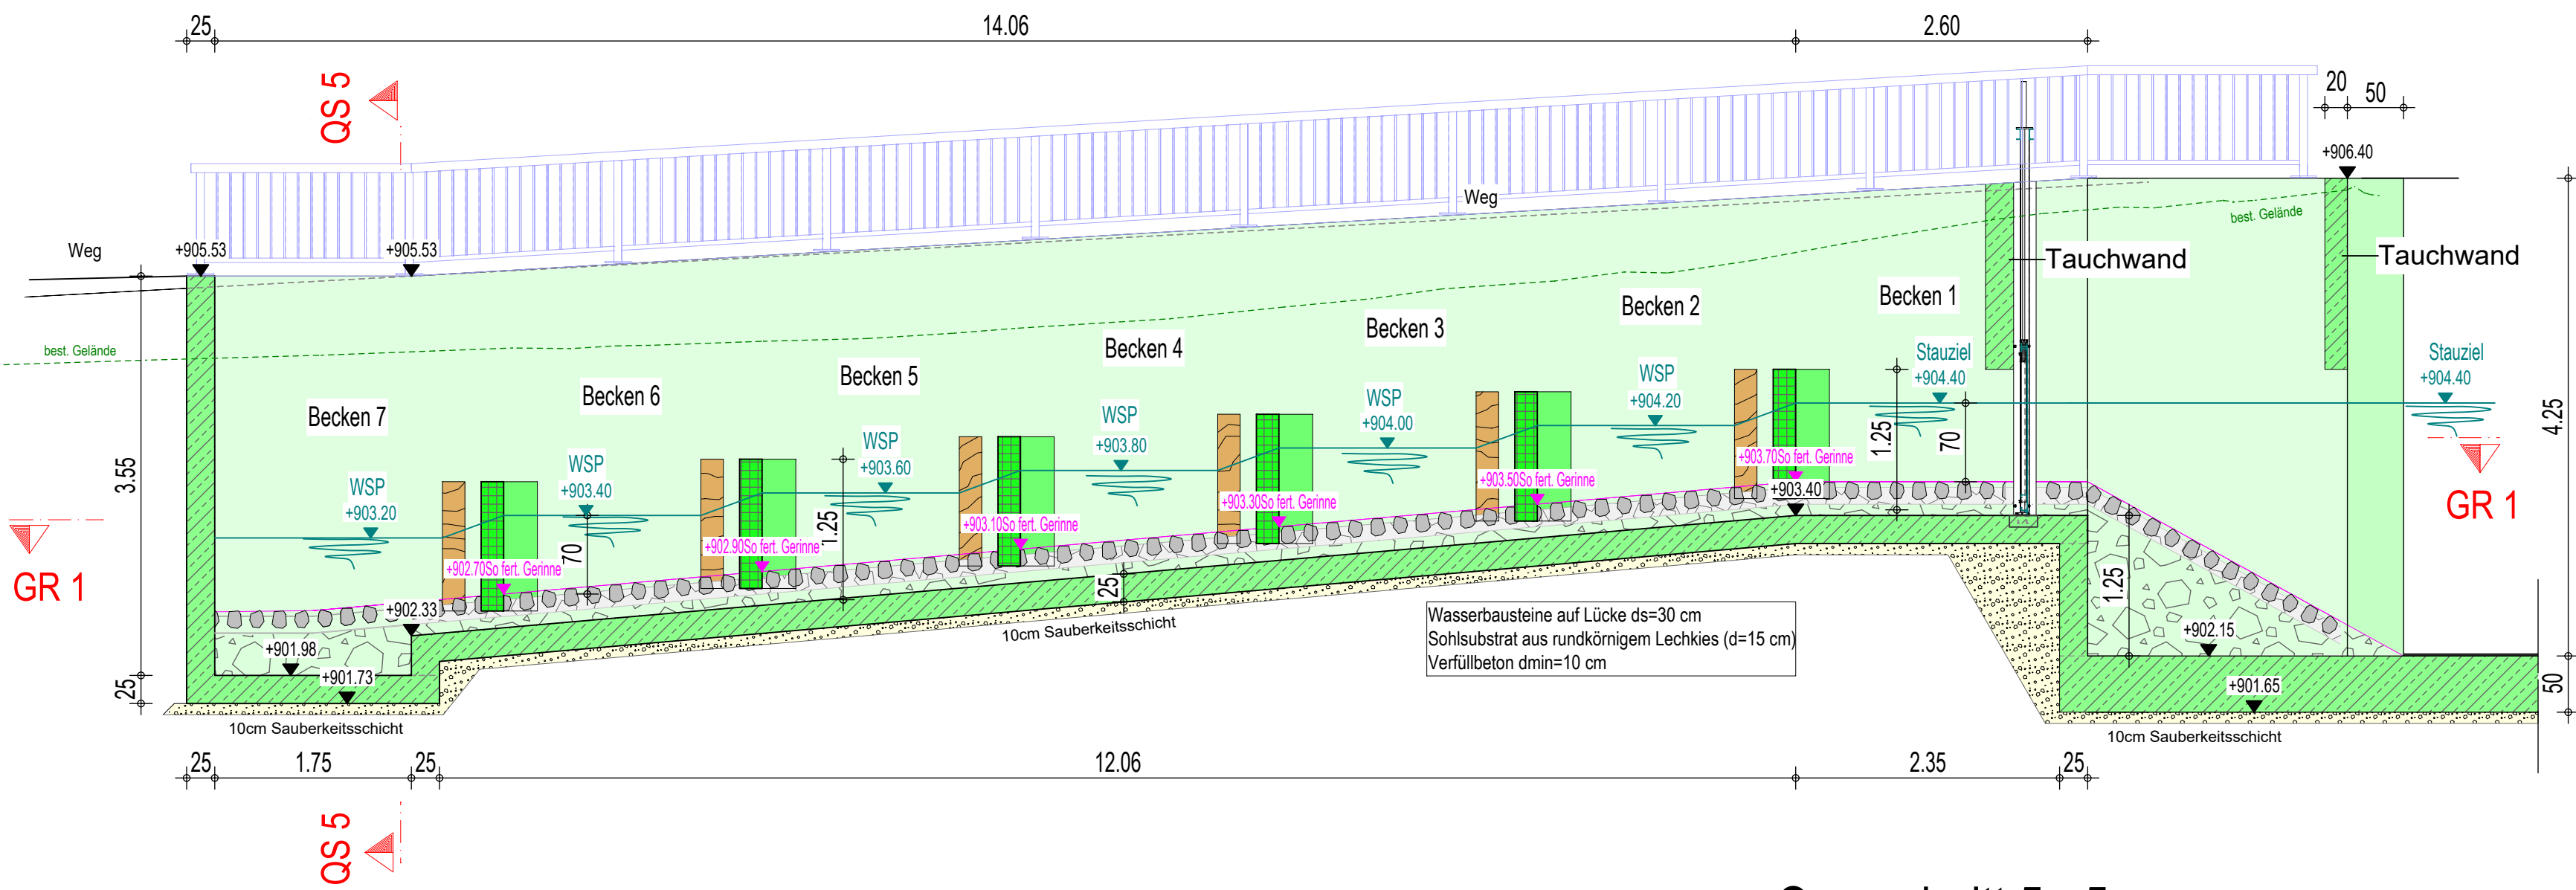 25
14.06
2.60
QS 5
20
50
+906.40
Weg
Weg
+905.53
+905.53
best. Gelände
Tauchwand
Tauchwand
best. Gelände
Becken 7
Becken 6
Becken 5
Becken 4
Becken 3
Becken 2
Becken 1
WSP
+903.20
WSP
+903.40
WSP
+903.60
WSP
+903.80
WSP
+904.00
WSP
+904.20
Stauziel
+904.40
Stauziel
+904.40
3.55
25
70
1.25
25
1.25
70
1.25
4.25
50
+902.70So fert. Gerinne
+902.90So fert. Gerinne
+903.10So fert. Gerinne
+903.30So fert. Gerinne
+903.50So fert. Gerinne
+903.70So fert. Gerinne
+903.40
+902.33
+901.98
+901.73
+902.15
+901.65
GR 1
GR 1
Wasserbausteine auf Lücke ds=30 cm
Sohlsubstrat aus rundkörnigem Lechkies (d=15 cm)
Verfüllbeton dmin=10 cm
10cm Sauberkeitsschicht
10cm Sauberkeitsschicht
10cm Sauberkeitsschicht
25
1.75
25
12.06
2.35
25
QS 5